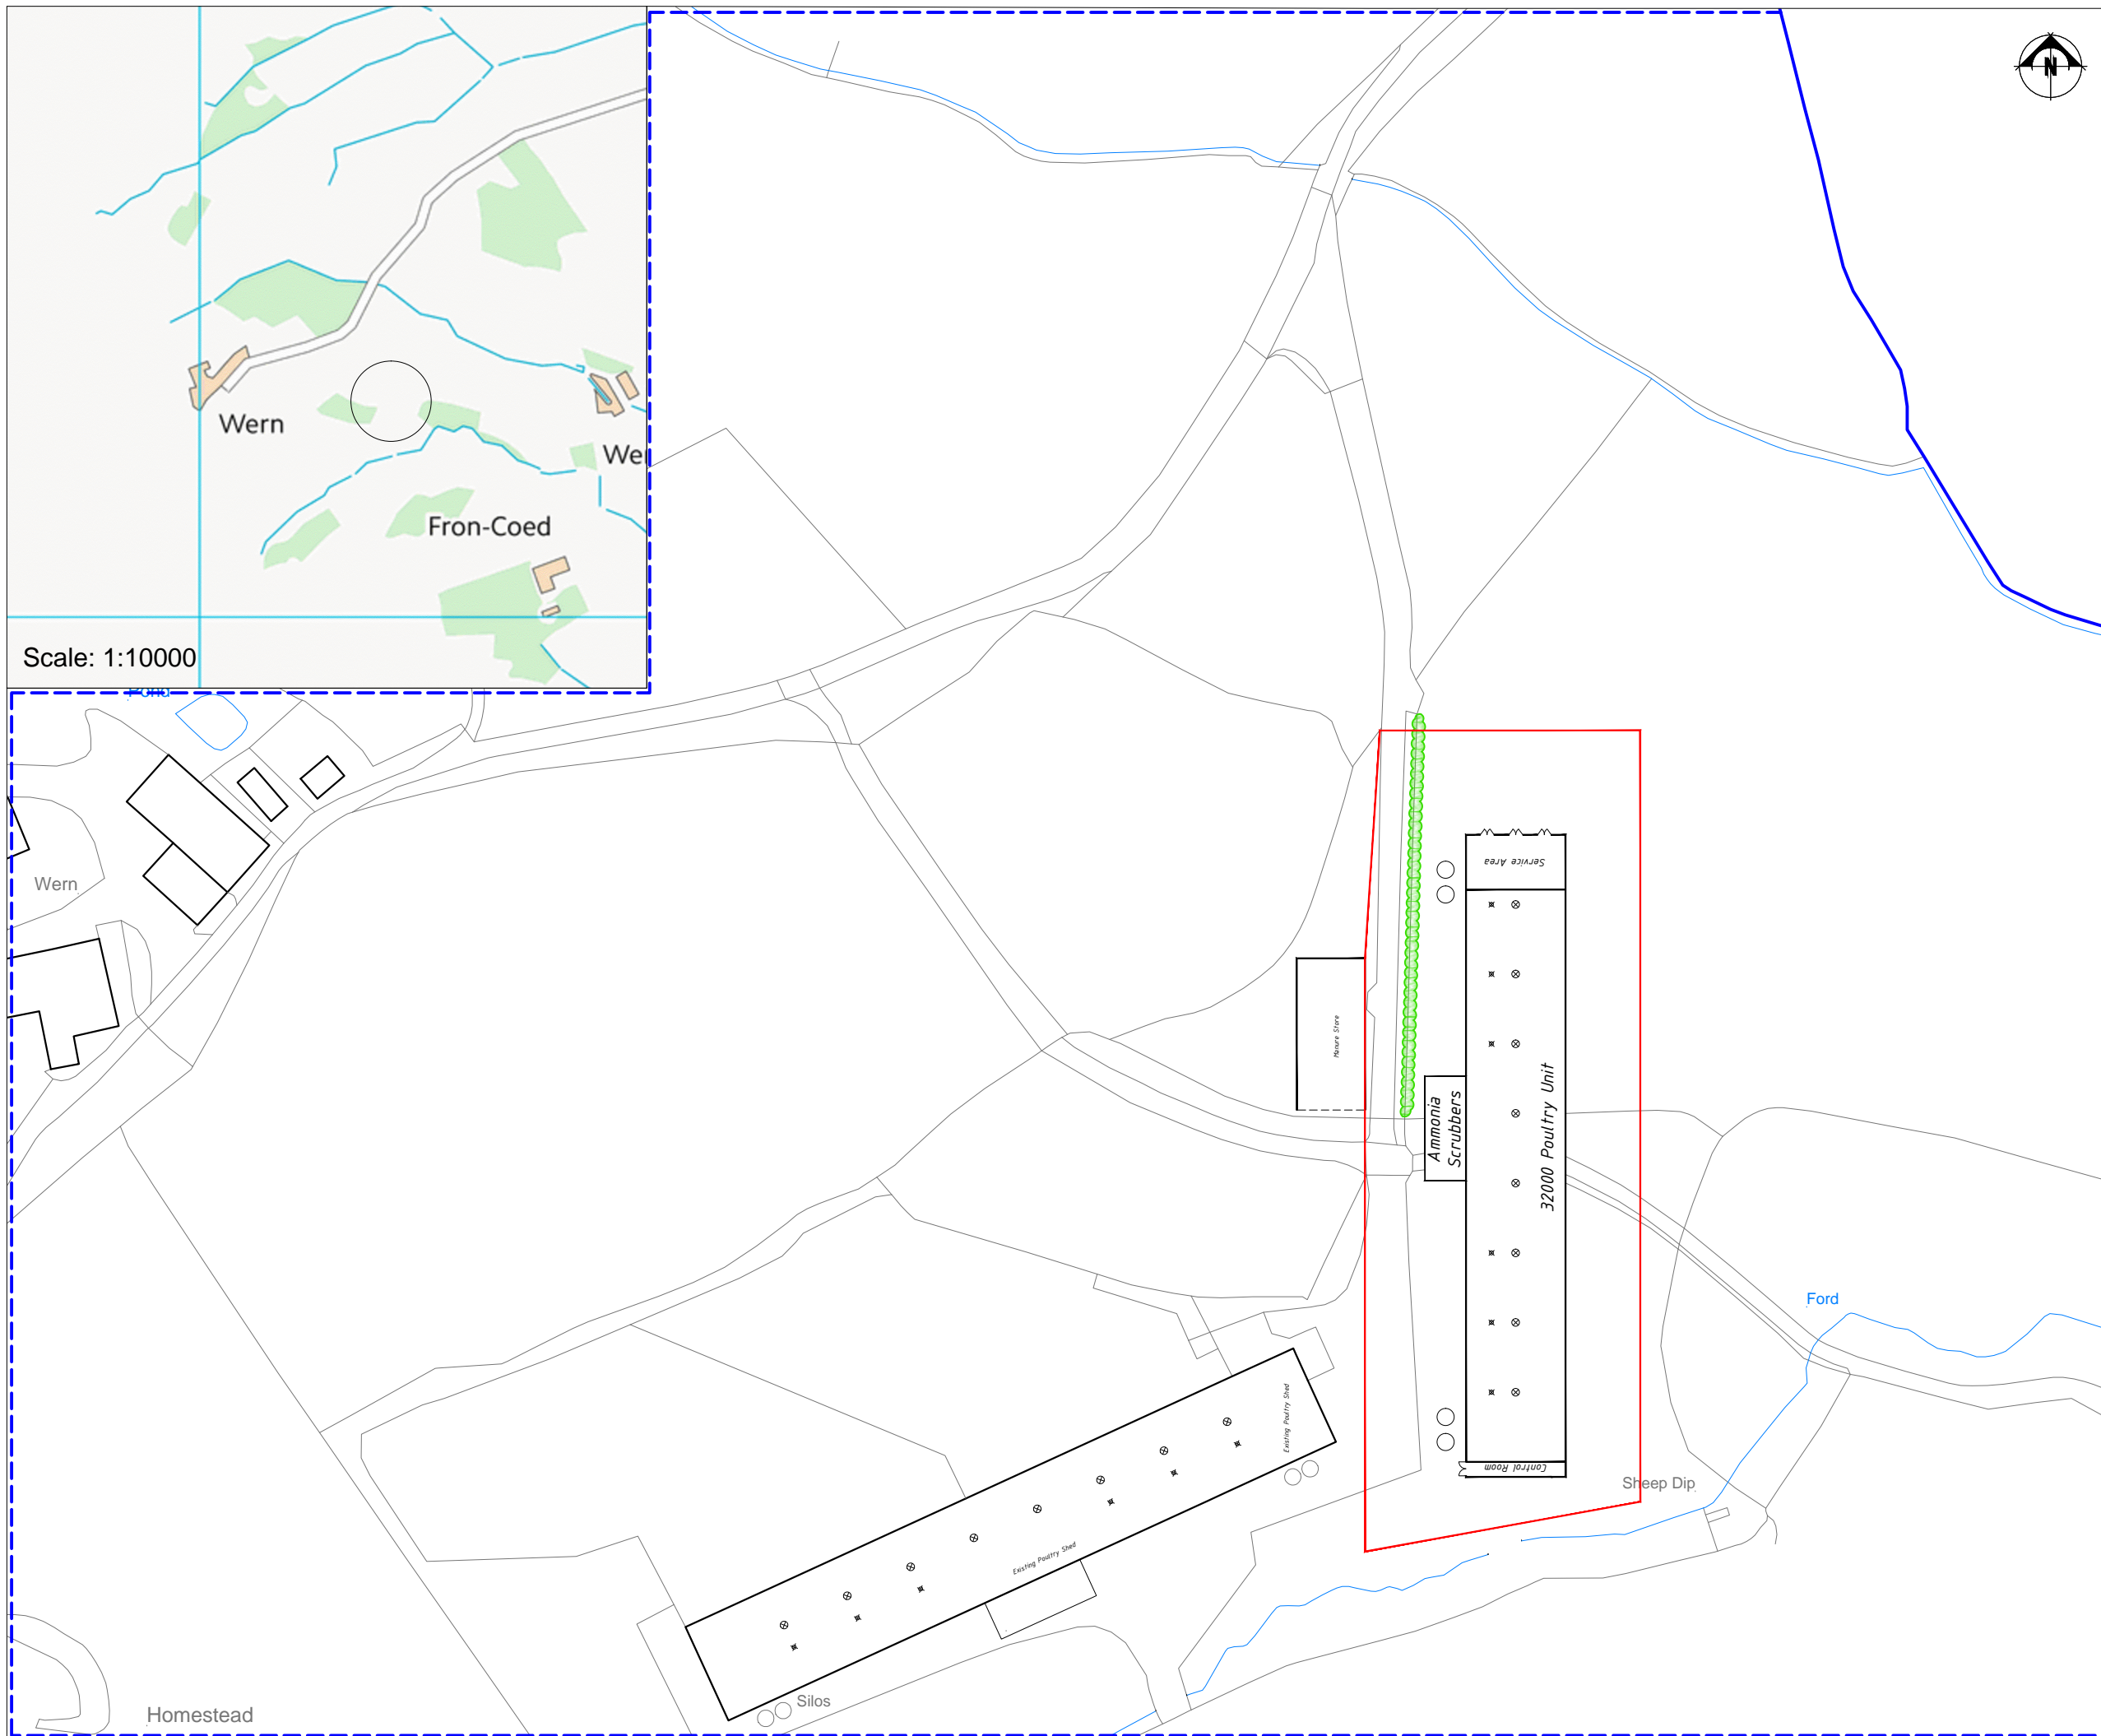 N
Wern
We
Fron-Coed
Scale: 1:10000
Pond
Wern
Service Area
Manure Store
Ammonia
Scrubbers
32000 Poultry Unit
Ford
Existing Poultry Shed
Control Room
Sheep Dip
Existing Poultry Shed
Silos
Homestead